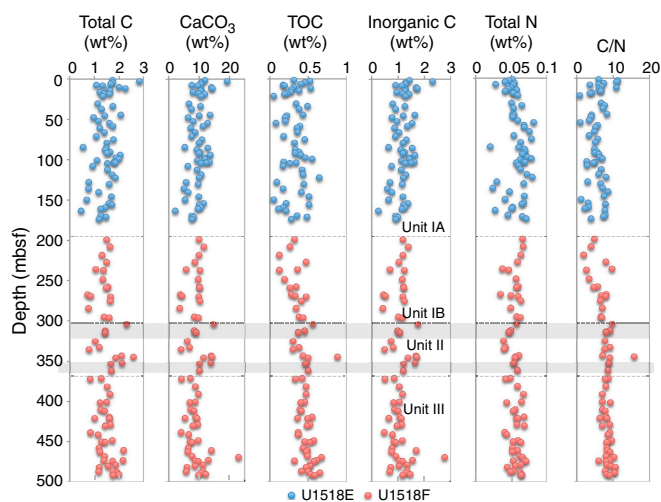 Total C CaCO3 TOC Inorganic C Total N C/N
(wt%) (wt%) (wt%) (wt%) (wt%)
0 1 2 3 0 10 20 0 0.5 1 0 1 2 3 0 0.05 0.1 0 10 20
0
50
100
150
Unit IA
200
250
Unit IB
300
Unit II
350
400
Unit III
450
500
Depth (mbsf)
U1518E U1518F